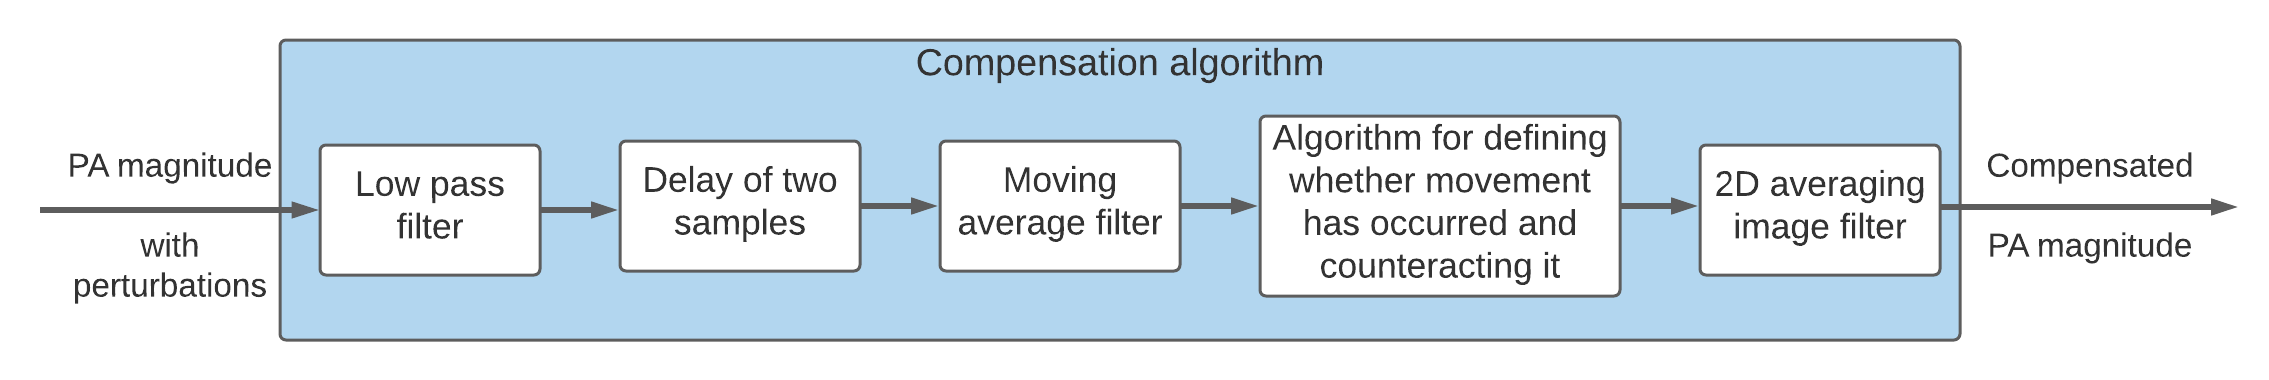 Compensation algorithm
PA magnitude
with
perturbations
Low pass
filter
Delay of two
samples
Moving
average filter
Algorithm for defining
whether movement
has occurred and
counteracting it
2D averaging
image filter
Compensated
PA magnitude